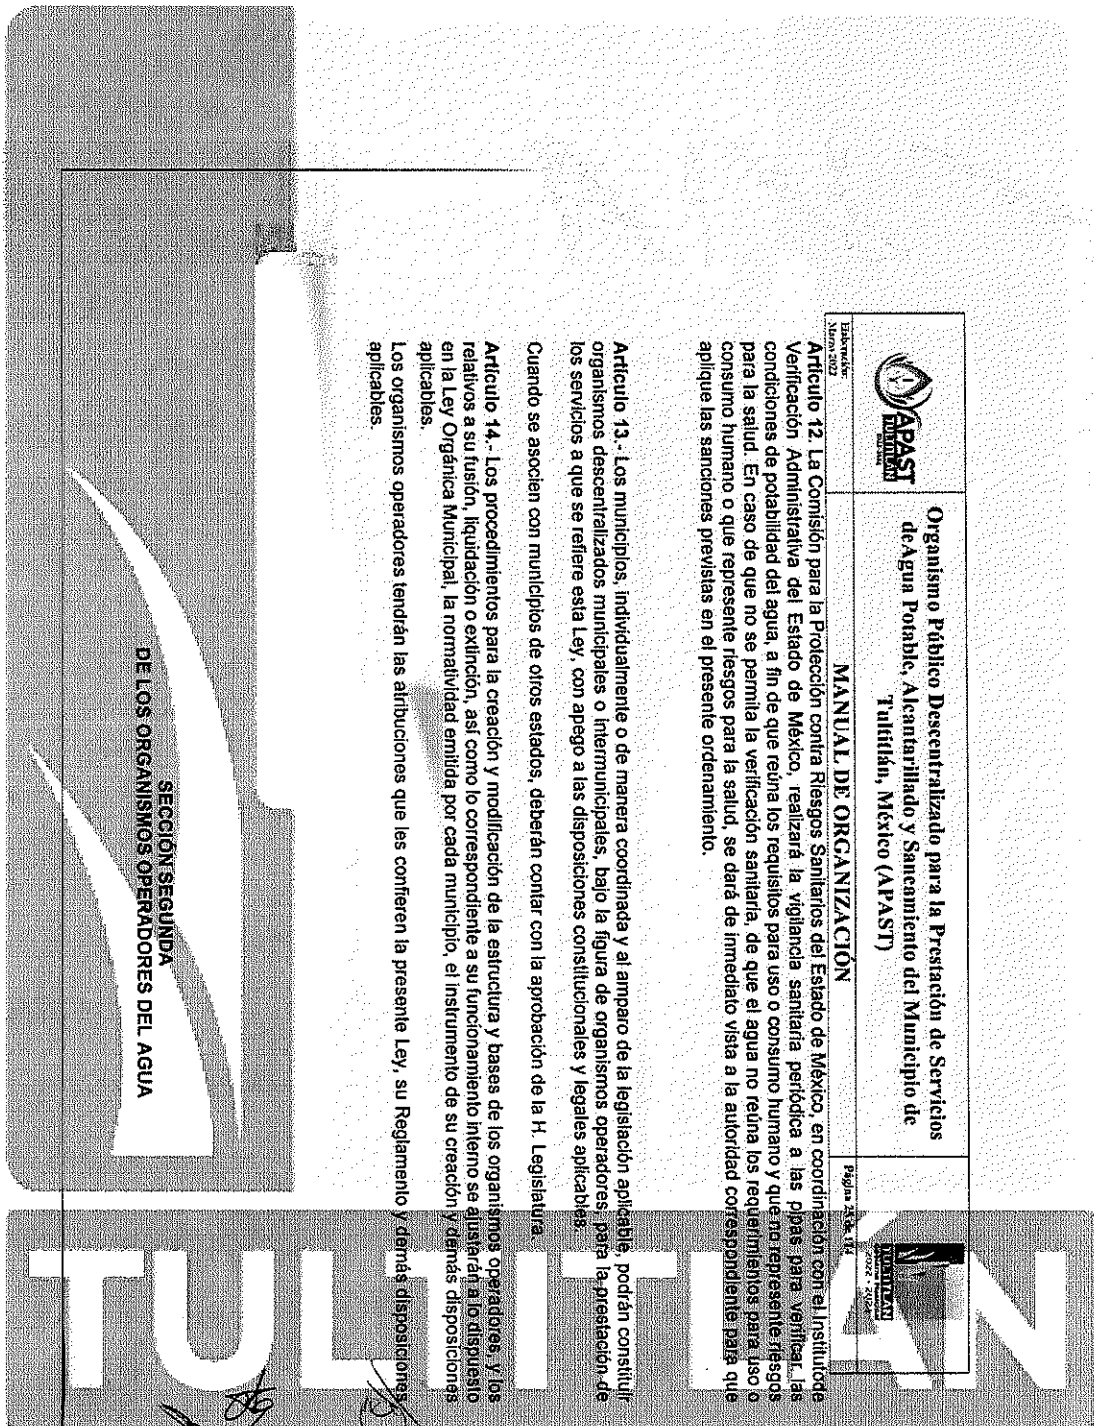 APAST
TULTITLÁN
Organismo Público Descentralizado para la Prestación de Servicios
de Agua Potable, Alcantarillado y Saneamiento del Municipio de
Tultitlán, México (APAST)
TULTITLÁN
2022 - 2024
Elaboración:
Marzo 2022
MANUAL DE ORGANIZACIÓN
Página 25 de 114
Artículo 12. La Comisión para la Protección contra Riesgos Sanitarios del Estado de México, en coordinación con el Instituto de
Verificación Administrativa del Estado de México, realizará la vigilancia sanitaria periódica a las pipas para verificar las
condiciones de potabilidad del agua, a fin de que reúna los requisitos para uso o consumo humano y que no represente riesgos
para la salud. En caso de que no se permita la verificación sanitaria, de que el agua no reúna los requerimientos para uso o
consumo humano o que represente riesgos para la salud, se dará de inmediato vista a la autoridad correspondiente para que
aplique las sanciones previstas en el presente ordenamiento.
Artículo 13.- Los municipios, individualmente o de manera coordinada y al amparo de la legislación aplicable, podrán constituir
organismos descentralizados municipales o intermunicipales, bajo la figura de organismos operadores, para la prestación de
los servicios a que se refiere esta Ley, con apego a las disposiciones constitucionales y legales aplicables.
Cuando se asocien con municipios de otros estados, deberán contar con la aprobación de la H. Legislatura.
Artículo 14.- Los procedimientos para la creación y modificación de la estructura y bases de los organismos operadores, y los
relativos a su fusión, liquidación o extinción, así como lo correspondiente a su funcionamiento interno se ajustarán a lo dispuesto
en la Ley Orgánica Municipal, la normatividad emitida por cada municipio, el instrumento de su creación y demás disposiciones
aplicables.
Los organismos operadores tendrán las atribuciones que les confieren la presente Ley, su Reglamento y demás disposiciones
aplicables.
SECCIÓN SEGUNDA
DE LOS ORGANISMOS OPERADORES DEL AGUA
TULTITLÁN